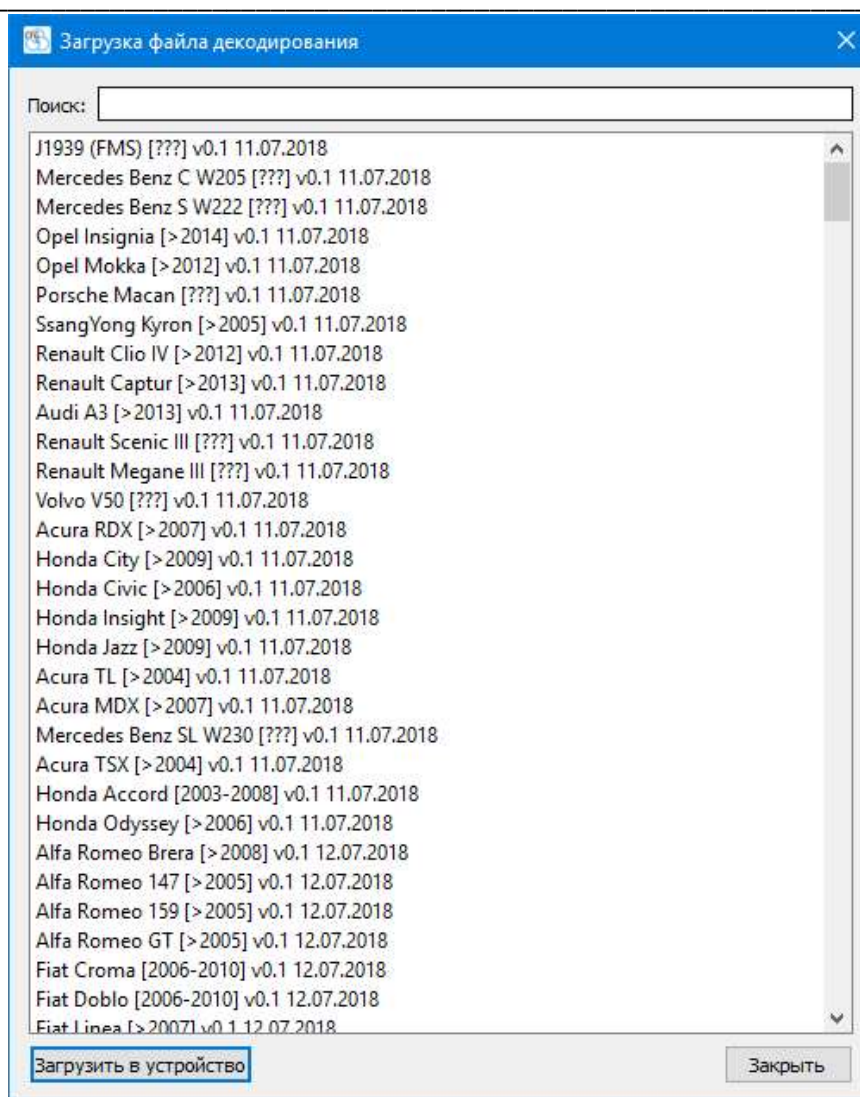 Загрузка файла декодирования
Поиск:
J1939 (FMS) [???] v0.1 11.07.2018
Mercedes Benz C W205 [???] v0.1 11.07.2018
Mercedes Benz S W222 [???] v0.1 11.07.2018
Opel Insignia [>2014] v0.1 11.07.2018
Opel Mokka [>2012] v0.1 11.07.2018
Porsche Macan [???] v0.1 11.07.2018
SsangYong Kyron [>2005] v0.1 11.07.2018
Renault Clio IV [>2012] v0.1 11.07.2018
Renault Captur [>2013] v0.1 11.07.2018
Audi A3 [>2013] v0.1 11.07.2018
Renault Scenic III [???] v0.1 11.07.2018
Renault Megane III [???] v0.1 11.07.2018
Volvo V50 [???] v0.1 11.07.2018
Acura RDX [>2007] v0.1 11.07.2018
Honda City [>2009] v0.1 11.07.2018
Honda Civic [>2006] v0.1 11.07.2018
Honda Insight [>2009] v0.1 11.07.2018
Honda Jazz [>2009] v0.1 11.07.2018
Acura TL [>2004] v0.1 11.07.2018
Acura MDX [>2007] v0.1 11.07.2018
Mercedes Benz SL W230 [???] v0.1 11.07.2018
Acura TSX [>2004] v0.1 11.07.2018
Honda Accord [2003-2008] v0.1 11.07.2018
Honda Odyssey [>2006] v0.1 11.07.2018
Alfa Romeo Brera [>2008] v0.1 12.07.2018
Alfa Romeo 147 [>2005] v0.1 12.07.2018
Alfa Romeo 159 [>2005] v0.1 12.07.2018
Alfa Romeo GT [>2005] v0.1 12.07.2018
Fiat Croma [2006-2010] v0.1 12.07.2018
Fiat Doblo [2006-2010] v0.1 12.07.2018
Fiat Linea [>2007] v0.1 12.07.2018
Загрузить в устройство
Закрыть